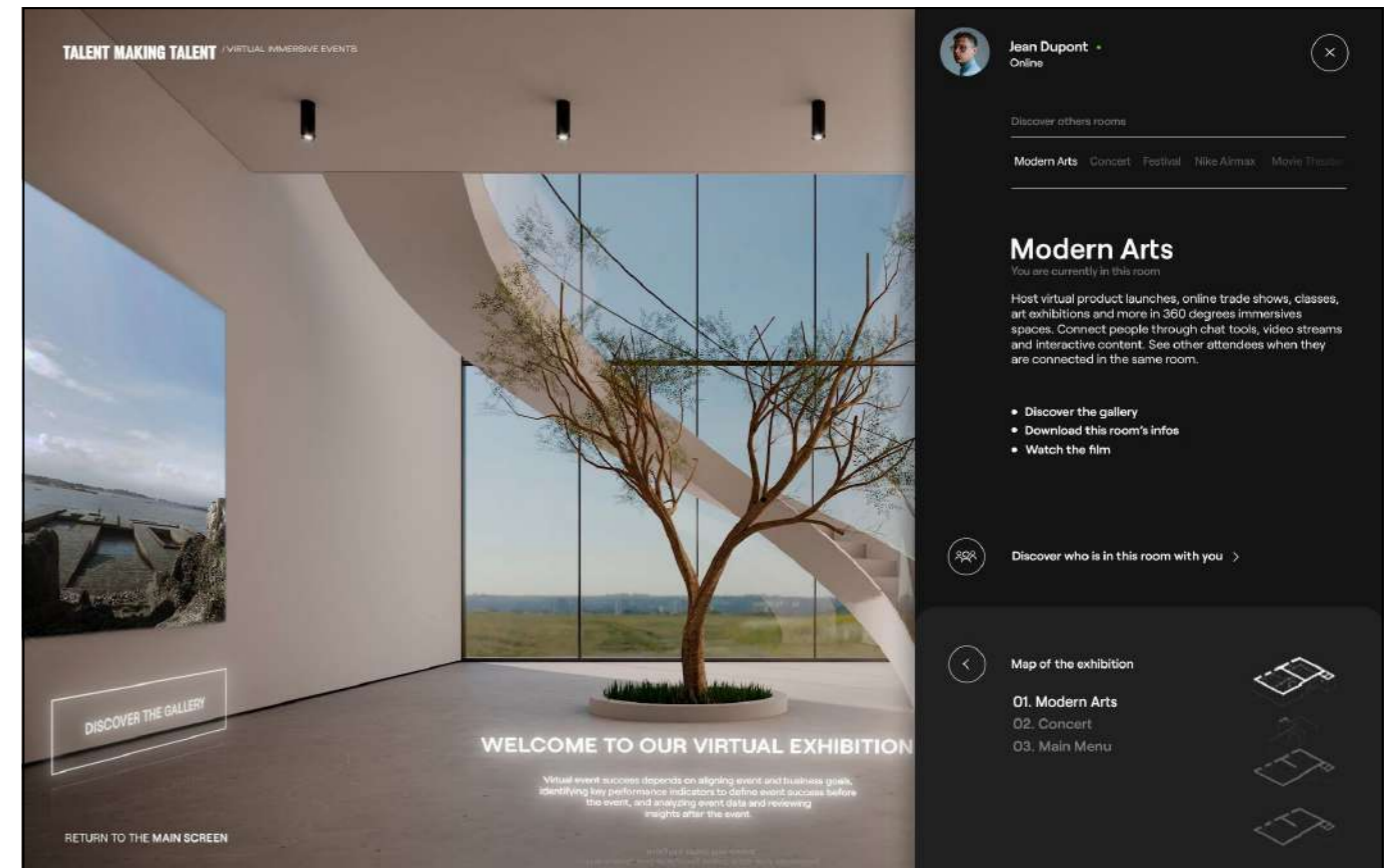 TALENT MAKING TALENT / VIRTUAL IMMERSIVE EVENTS
DISCOVER THE GALLERY
WELCOME TO OUR VIRTUAL EXHIBITION
Virtual event success depends on aligning event and business goals,
identifying key performance indicators to define event success before
the event, and analyzing event data and reviewing
insights after the event.
RETURN TO THE MAIN SCREEN
Jean Dupont
Online
Discover others rooms
Modern Arts Concert Festival Nike Airmax Movie Theater
Modern Arts
You are currently in this room
Host virtual product launches, online trade shows, classes,
art exhibitions and more in 360 degrees immersives
spaces. Connect people through chat tools, video streams
and interactive content. See other attendees when they
are connected in the same room.
• Discover the gallery
• Download this room's infos
• Watch the film
Discover who is in this room with you >
Map of the exhibition
01. Modern Arts
02. Concert
03. Main Menu